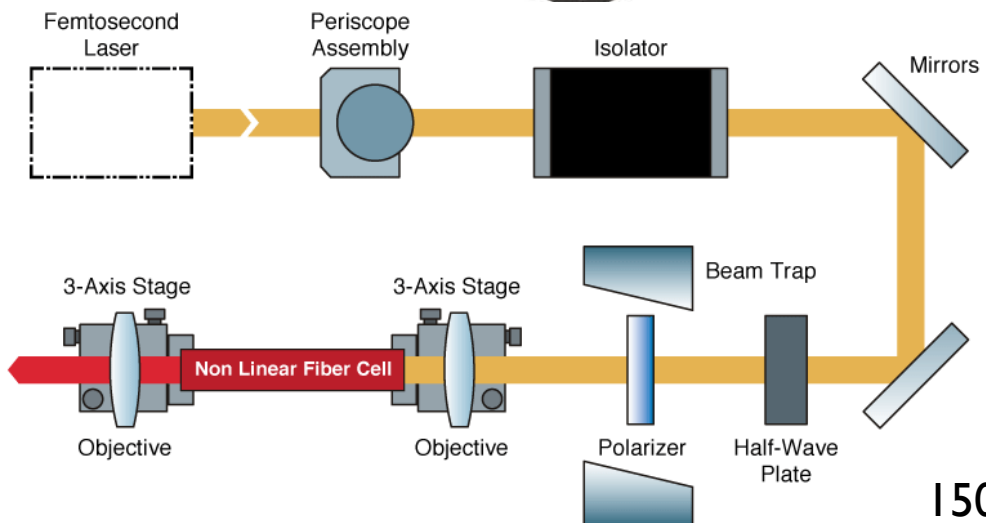 Femtosecond
Laser
Periscope
Assembly
Isolator
Mirrors
3-Axis Stage
3-Axis Stage
Beam Trap
Non Linear Fiber Cell
Objective
Objective
Polarizer
Half-Wave
Plate
150